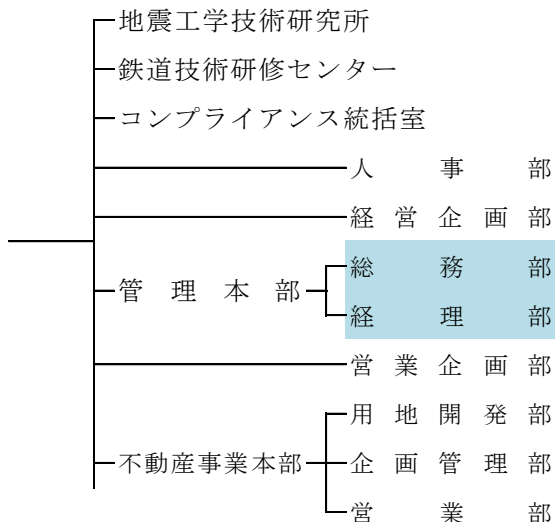 地震工学技術研究所
鉄道技術研修センター
コンプライアンス統括室
人事部
経営企画部
管理本部
総務部
経理部
営業企画部
不動産事業本部
用地開発部
企画管理部
営業部